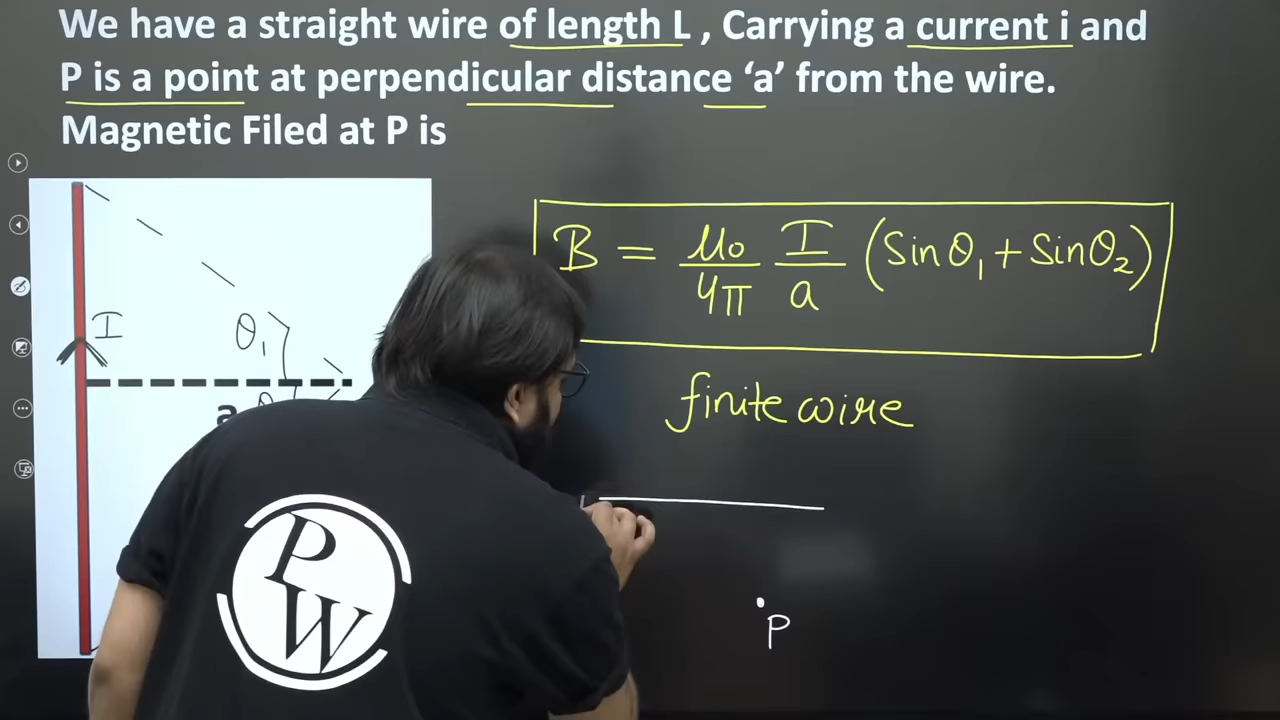 We have a straight wire of length L , Carrying a current i and
P is a point at perpendicular distance ‘a’ from the wire.
Magnetic Filed at P is
B = μ₀/4π I/a (Sinθ₁ + Sinθ₂)
I
θ₁
a θ
finite wire
P
P
W